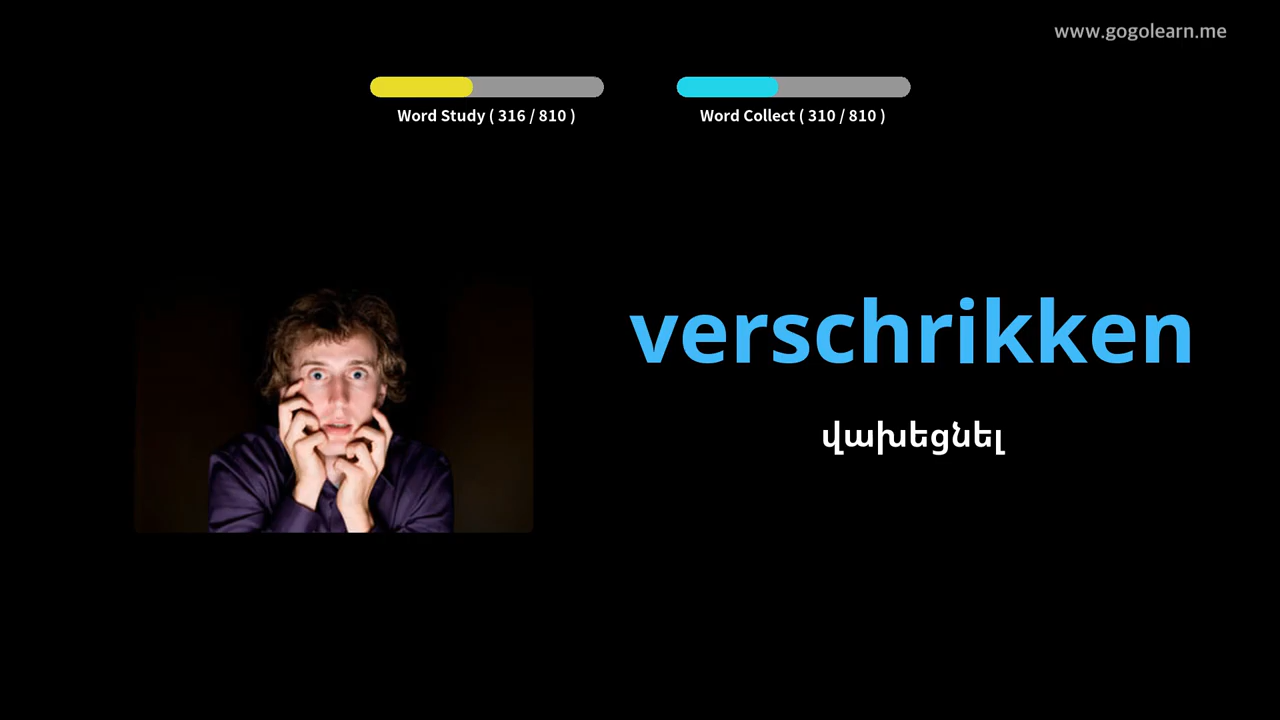 www.gogolearn.me
Word Study ( 316 / 810 )
Word Collect ( 310 / 810 )
verschrikken
վախեցնել